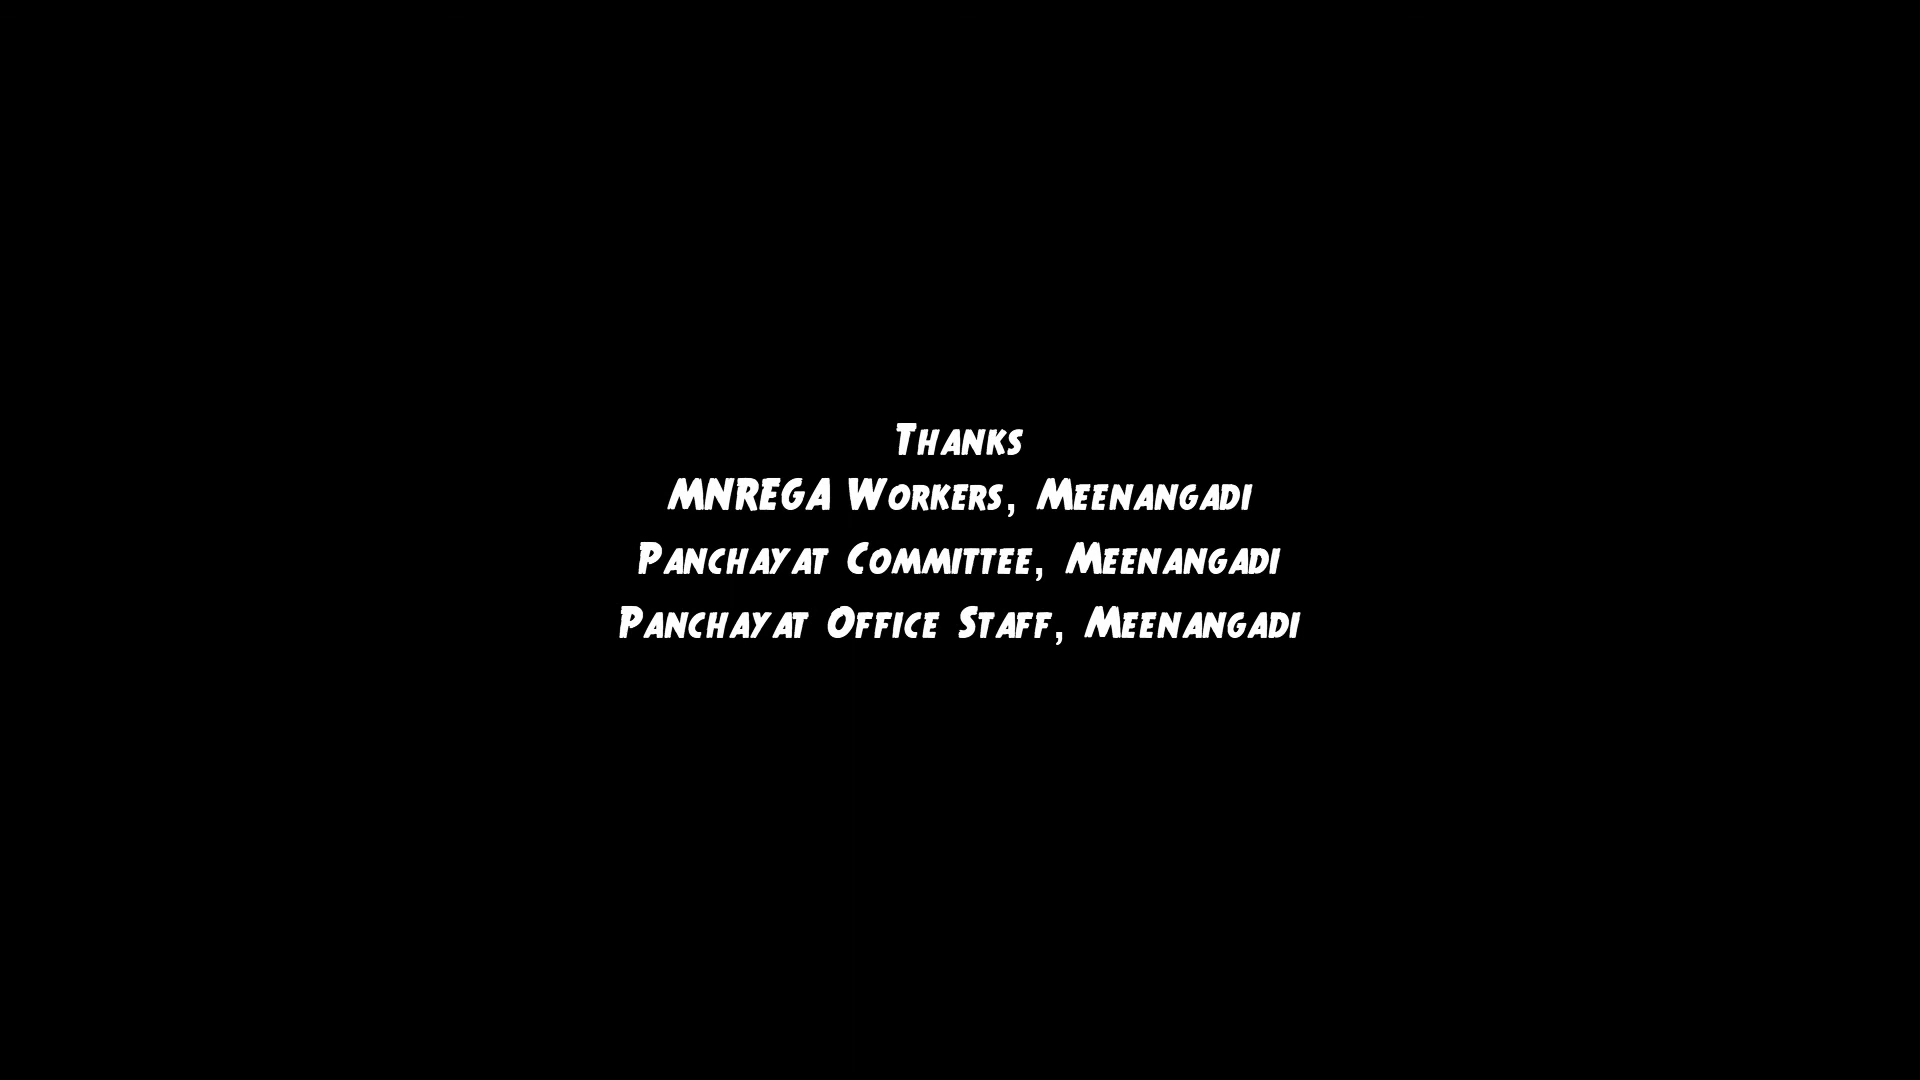 Thanks
MNREGA Workers, Meenangadi
Panchayat Committee, Meenangadi
Panchayat Office Staff, Meenangadi